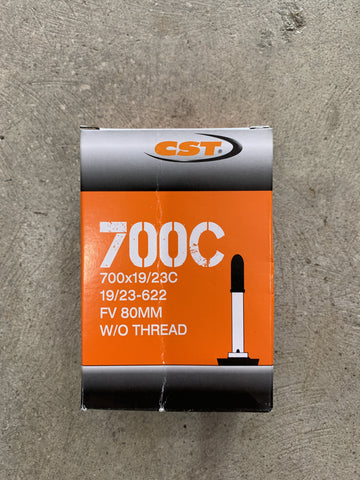 CST
700C
700x19/23C
19/23-622
FV 80MM
W/O THREAD